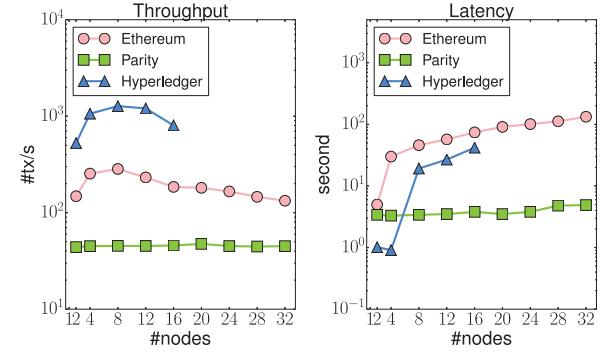 Throughput
10^4
10^3
10^2
10^1
#tx/s
Ethereum
Parity
Hyperledger
12 4 8 12 16 20 24 28 32
#nodes
Latency
10^3
10^2
10^1
10^0
10^-1
second
Ethereum
Parity
Hyperledger
12 4 8 12 16 20 24 28 32
#nodes